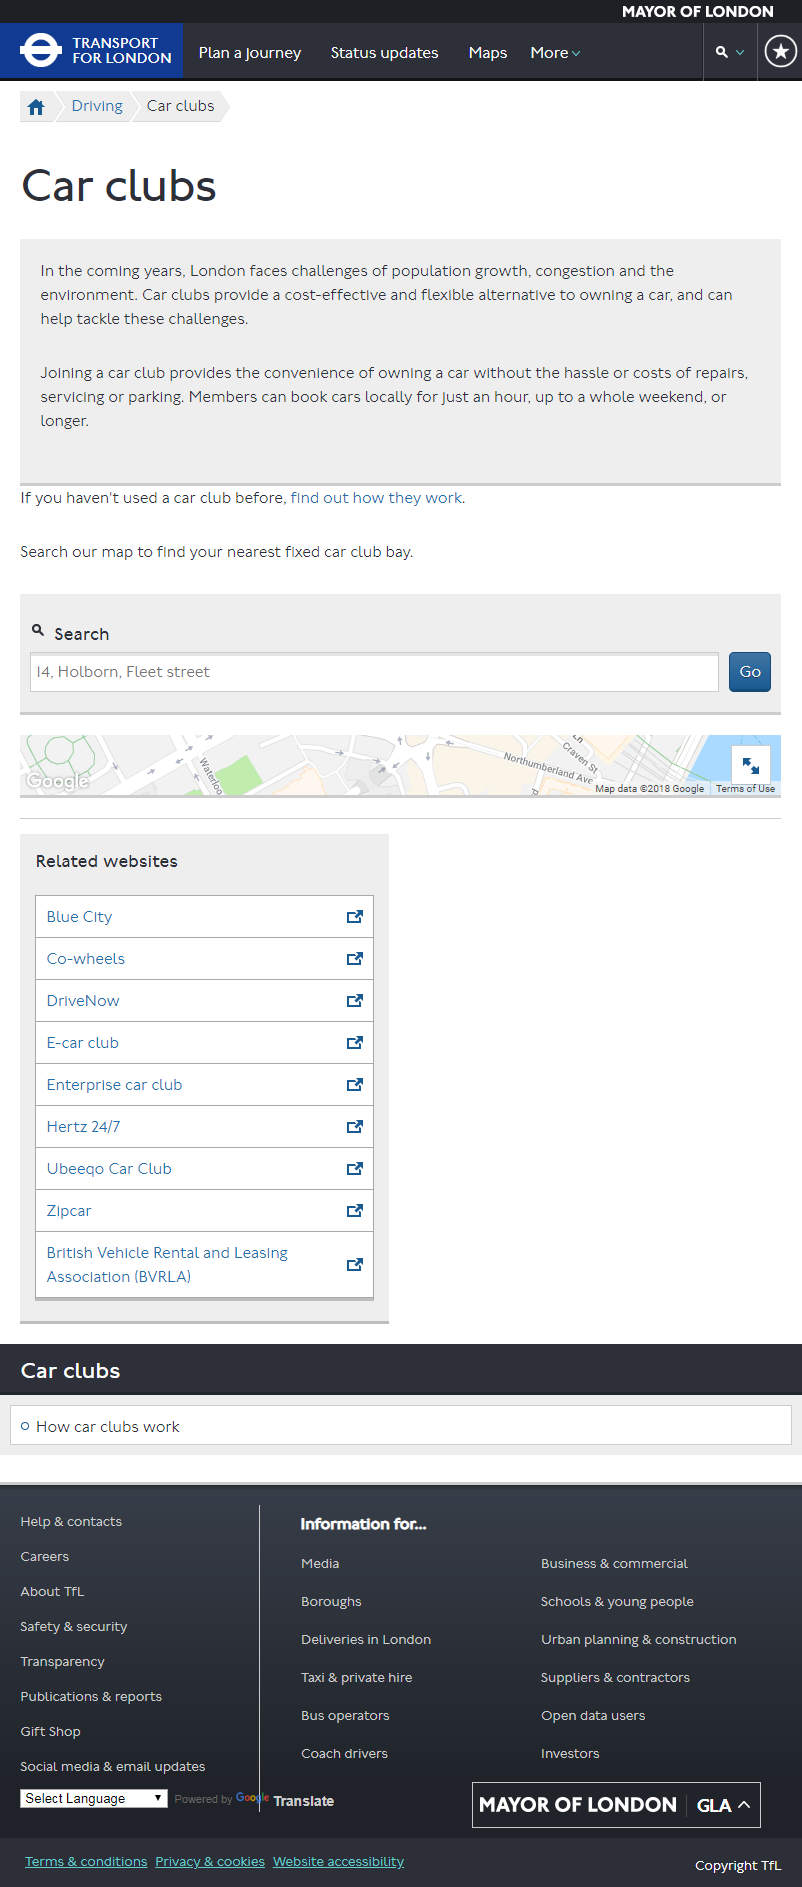 MAYOR OF LONDON
TRANSPORT
FOR LONDON
Plan a journey
Status updates
Maps
More
Driving
Car clubs
Car clubs
In the coming years, London faces challenges of population growth, congestion and the
environment. Car clubs provide a cost-effective and flexible alternative to owning a car, and can
help tackle these challenges.
Joining a car club provides the convenience of owning a car without the hassle or costs of repairs,
servicing or parking. Members can book cars locally for just an hour, up to a whole weekend, or
longer.
If you haven't used a car club before, find out how they work.
Search our map to find your nearest fixed car club bay.
Search
14, Holborn, Fleet street
Go
Google
Waterloo
Northumberland Ave
Craven St
Ln
Map data ©2018 Google
Terms of Use
Related websites
Blue City
Co-wheels
DriveNow
E-car club
Enterprise car club
Hertz 24/7
Ubeeqo Car Club
Zipcar
British Vehicle Rental and Leasing
Association (BVRLA)
Car clubs
How car clubs work
Help & contacts
Careers
About TfL
Safety & security
Transparency
Publications & reports
Gift Shop
Social media & email updates
Select Language
Powered by Google Translate
Information for...
Media
Boroughs
Deliveries in London
Taxi & private hire
Bus operators
Coach drivers
Business & commercial
Schools & young people
Urban planning & construction
Suppliers & contractors
Open data users
Investors
MAYOR OF LONDON GLA
Terms & conditions Privacy & cookies Website accessibility
Copyright TfL